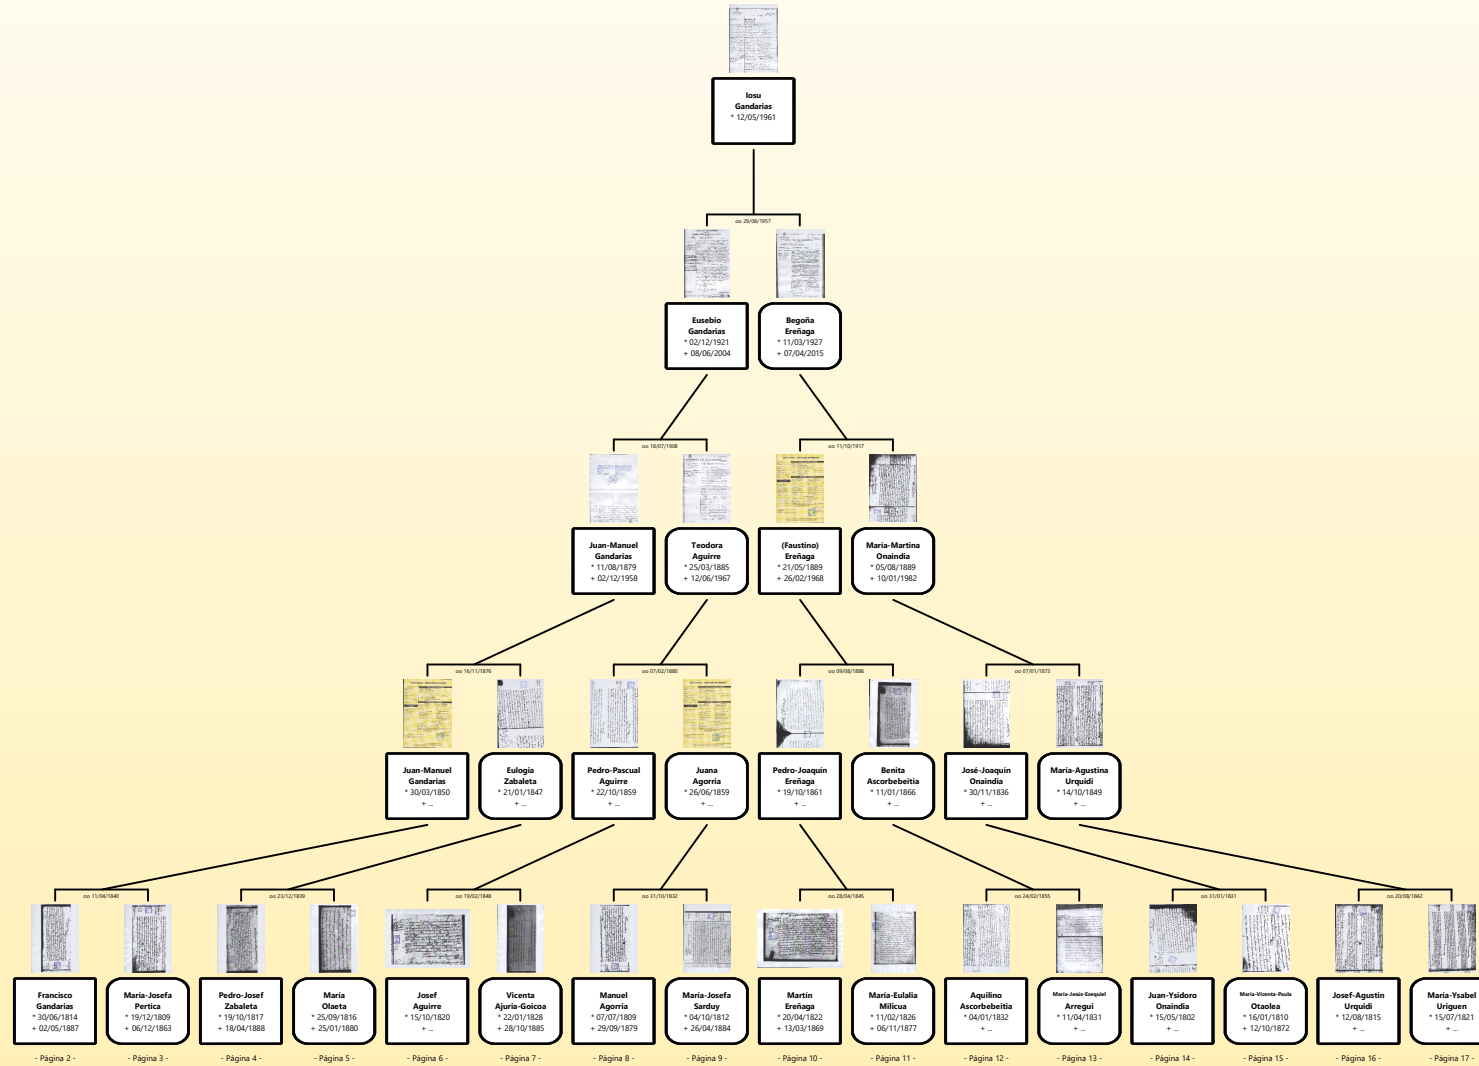 Iosu
Gandarias
* 12/05/1961
oo 29/08/1957
Eusebio
Gandarias
* 02/12/1921
+ 08/06/2004
Begoña
Ereñaga
* 11/03/1927
+ 07/04/2015
oo 18/07/1908
oo 11/10/1917
Juan-Manuel
Gandarias
* 11/08/1879
+ 02/12/1958
Teodora
Aguirre
* 25/03/1885
+ 12/06/1967
(Faustino)
Ereñaga
* 21/05/1889
+ 26/02/1968
María-Martina
Onaindia
* 05/08/1889
+ 10/01/1982
oo 16/11/1876
oo 07/02/1880
oo 09/08/1886
oo 07/01/1873
Juan-Manuel
Gandarias
* 30/03/1850
+ ...
Eulogia
Zabaleta
* 21/01/1847
+ ...
Pedro-Pascual
Aguirre
* 22/10/1859
+ ...
Juana
Agorria
* 26/06/1859
+ ...
Pedro-Joaquín
Ereñaga
* 19/10/1861
+ ...
Benita
Ascorbebeitia
* 11/01/1866
+ ...
José-Joaquín
Onaindia
* 30/11/1836
+ ...
María-Agustina
Urquidi
* 14/10/1849
+ ...
oo 11/04/1840
oo 23/12/1839
oo 19/02/1848
oo 31/10/1832
oo 28/04/1845
oo 24/02/1855
oo 31/01/1831
oo 20/08/1842
Francisco
Gandarias
* 30/06/1814
+ 02/05/1887
María-Josefa
Pertica
* 19/12/1809
+ 06/12/1863
Pedro-Josef
Zabaleta
* 19/10/1817
+ 18/04/1888
María
Olaeta
* 25/09/1816
+ 25/01/1880
Josef
Aguirre
* 15/10/1820
+ ...
Vicenta
Ajuria-Goicoa
* 22/01/1828
+ 28/10/1885
Manuel
Agorria
* 07/07/1809
+ 29/09/1879
María-Josefa
Sarduy
* 04/10/1812
+ 26/04/1884
Martín
Ereñaga
* 20/04/1822
+ 13/03/1869
María-Eulalia
Milicua
* 11/02/1826
+ 06/11/1877
Aquilino
Ascorbebeitia
* 04/01/1832
+ ...
María-Jesús-Esequiel
Arregui
* 11/04/1831
+ ...
Juan-Ysidoro
Onaindia
* 15/05/1802
+ ...
María-Vicenta-Paula
Otaolea
* 16/01/1810
+ 12/10/1872
Josef-Agustin
Urquidi
* 12/08/1815
+ ...
María-Ysabel
Uriguen
* 15/07/1821
+ ...
- Página 2 -
- Página 3 -
- Página 4 -
- Página 5 -
- Página 6 -
- Página 7 -
- Página 8 -
- Página 9 -
- Página 10 -
- Página 11 -
- Página 12 -
- Página 13 -
- Página 14 -
- Página 15 -
- Página 16 -
- Página 17 -